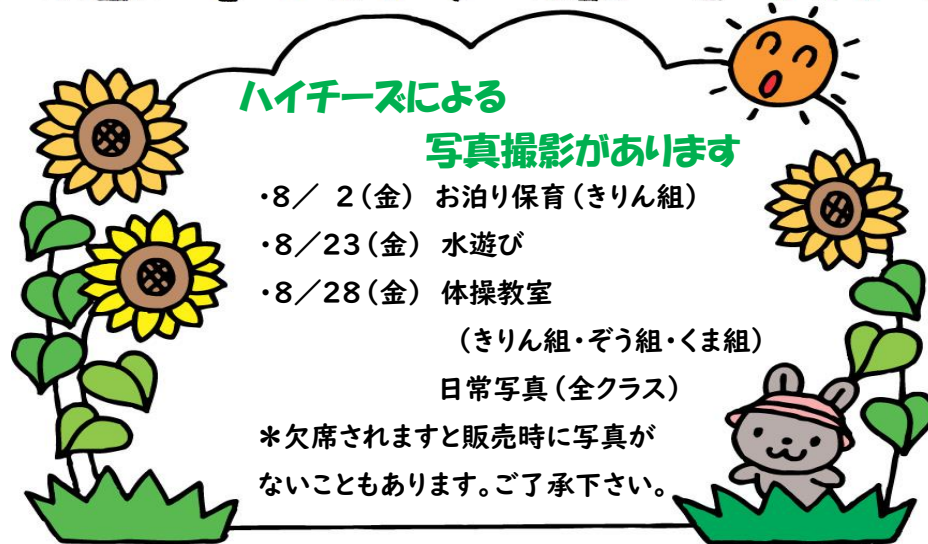 ハイチーズによる
写真撮影があります
・8／ 2（金） お泊り保育（きりん組）
・8／23（金） 水遊び
・8／28（金） 体操教室
（きりん組・ぞう組・くま組）
日常写真（全クラス）
＊欠席されますと販売時に写真が
ないこともあります。ご了承下さい。